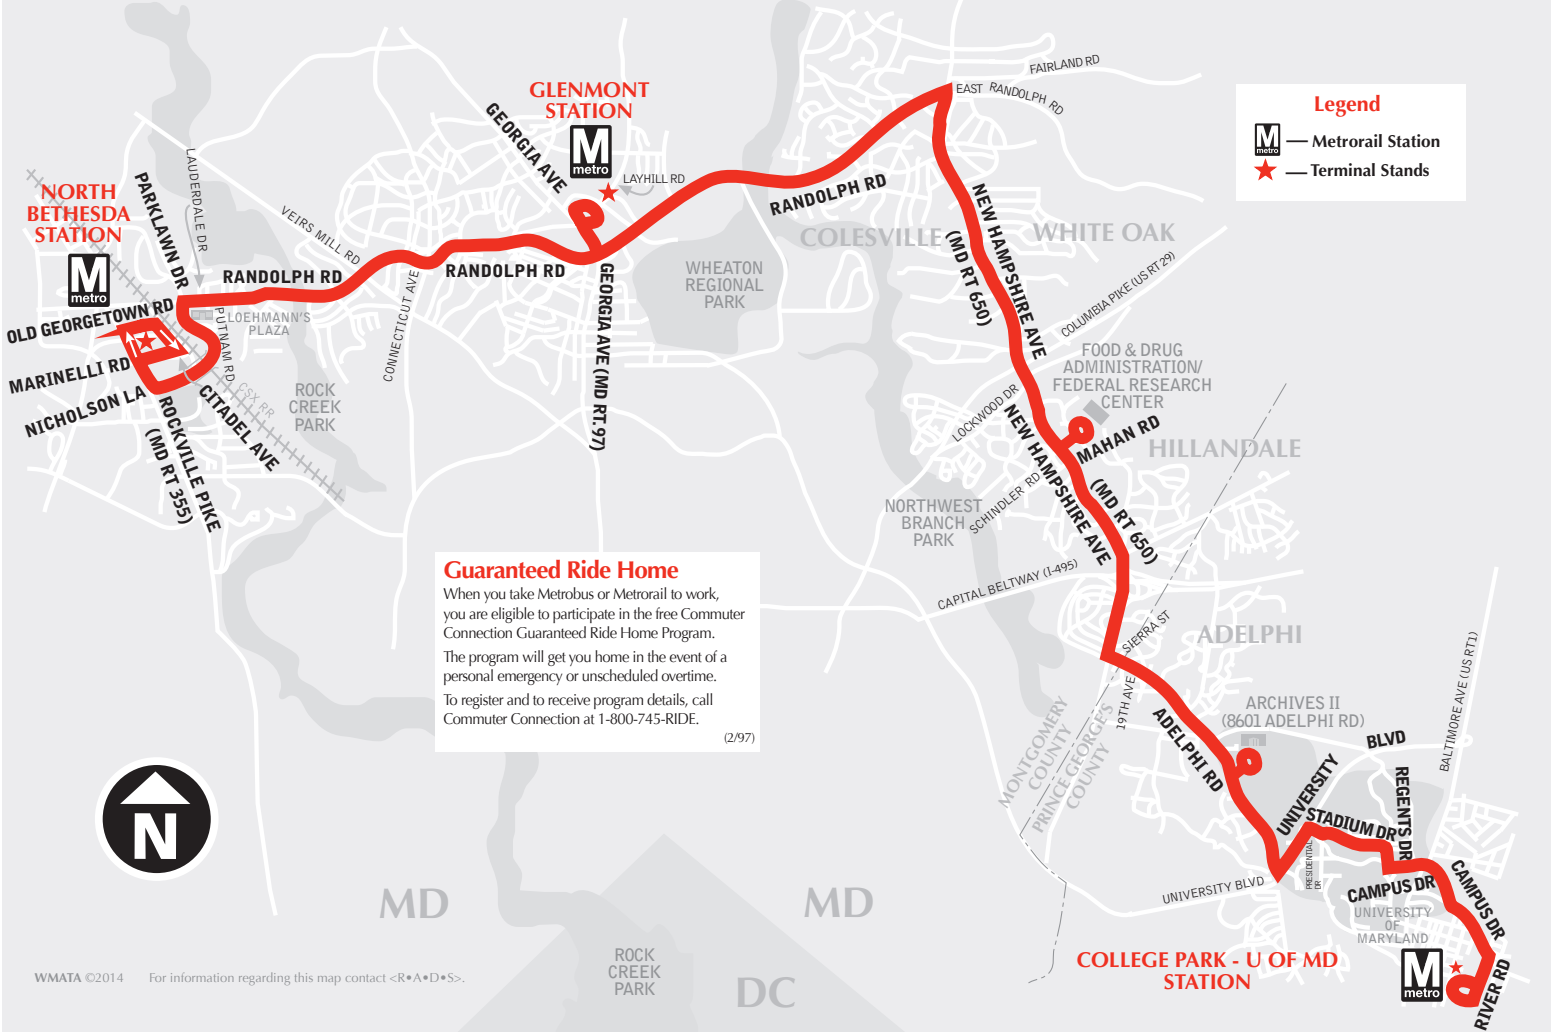 FAIRLAND RD
EAST RANDOLPH RD
Legend
M metro — Metrorail Station
— Terminal Stands
GLENMONT
STATION
M
metro
GEORGIA AVE
LAYHILL RD
NORTH
BETHESDA
STATION
M
metro
PARKLAWN DR
LAUDERDALE DR
VEIRS MILL RD
RANDOLPH RD
RANDOLPH RD
RANDOLPH RD
COLESVILLE
WHITE OAK
NEW HAMPSHIRE AVE
(MD RT 650)
COLUMBIA PIKE (US RT 29)
WHEATON
REGIONAL
PARK
GEORGIA AVE (MD RT. 97)
CONNECTICUT AVE
OLD GEORGETOWN RD
LOEHMANN'S
PLAZA
PUTNAM RD
MARINELLI RD
NICHOLSON LA
CITADEL AVE
CSX RR
ROCKVILLE PIKE
(MD RT 355)
ROCK
CREEK
PARK
FOOD & DRUG
ADMINISTRATION/
FEDERAL RESEARCH
CENTER
LOCKWOOD DR
MAHAN RD
HILLANDALE
NEW HAMPSHIRE AVE
(MD RT 650)
SCHINDLER RD
NORTHWEST
BRANCH
PARK
CAPITAL BELTWAY (I-495)
Guaranteed Ride Home
When you take Metrobus or Metrorail to work,
you are eligible to participate in the free Commuter
Connection Guaranteed Ride Home Program.
The program will get you home in the event of a
personal emergency or unscheduled overtime.
To register and to receive program details, call
Commuter Connection at 1-800-745-RIDE.
(2/97)
SIERRA ST
ADELPHI
19TH AVE
MONTGOMERY
COUNTY
PRINCE GEORGE'S
COUNTY
ADELPHI RD
ARCHIVES II
(8601 ADELPHI RD)
BALTIMORE AVE (US RT1)
UNIVERSITY BLVD
STADIUM DR
REGENTS DR
PRESIDENTIAL
DR
UNIVERSITY BLVD
CAMPUS DR
CAMPUS DR
UNIVERSITY
OF
MARYLAND
COLLEGE PARK - U OF MD
STATION
M
metro
RIVER RD
N
MD
MD
ROCK
CREEK
PARK
DC
WMATA ©2014 For information regarding this map contact <R•A•D•S>.